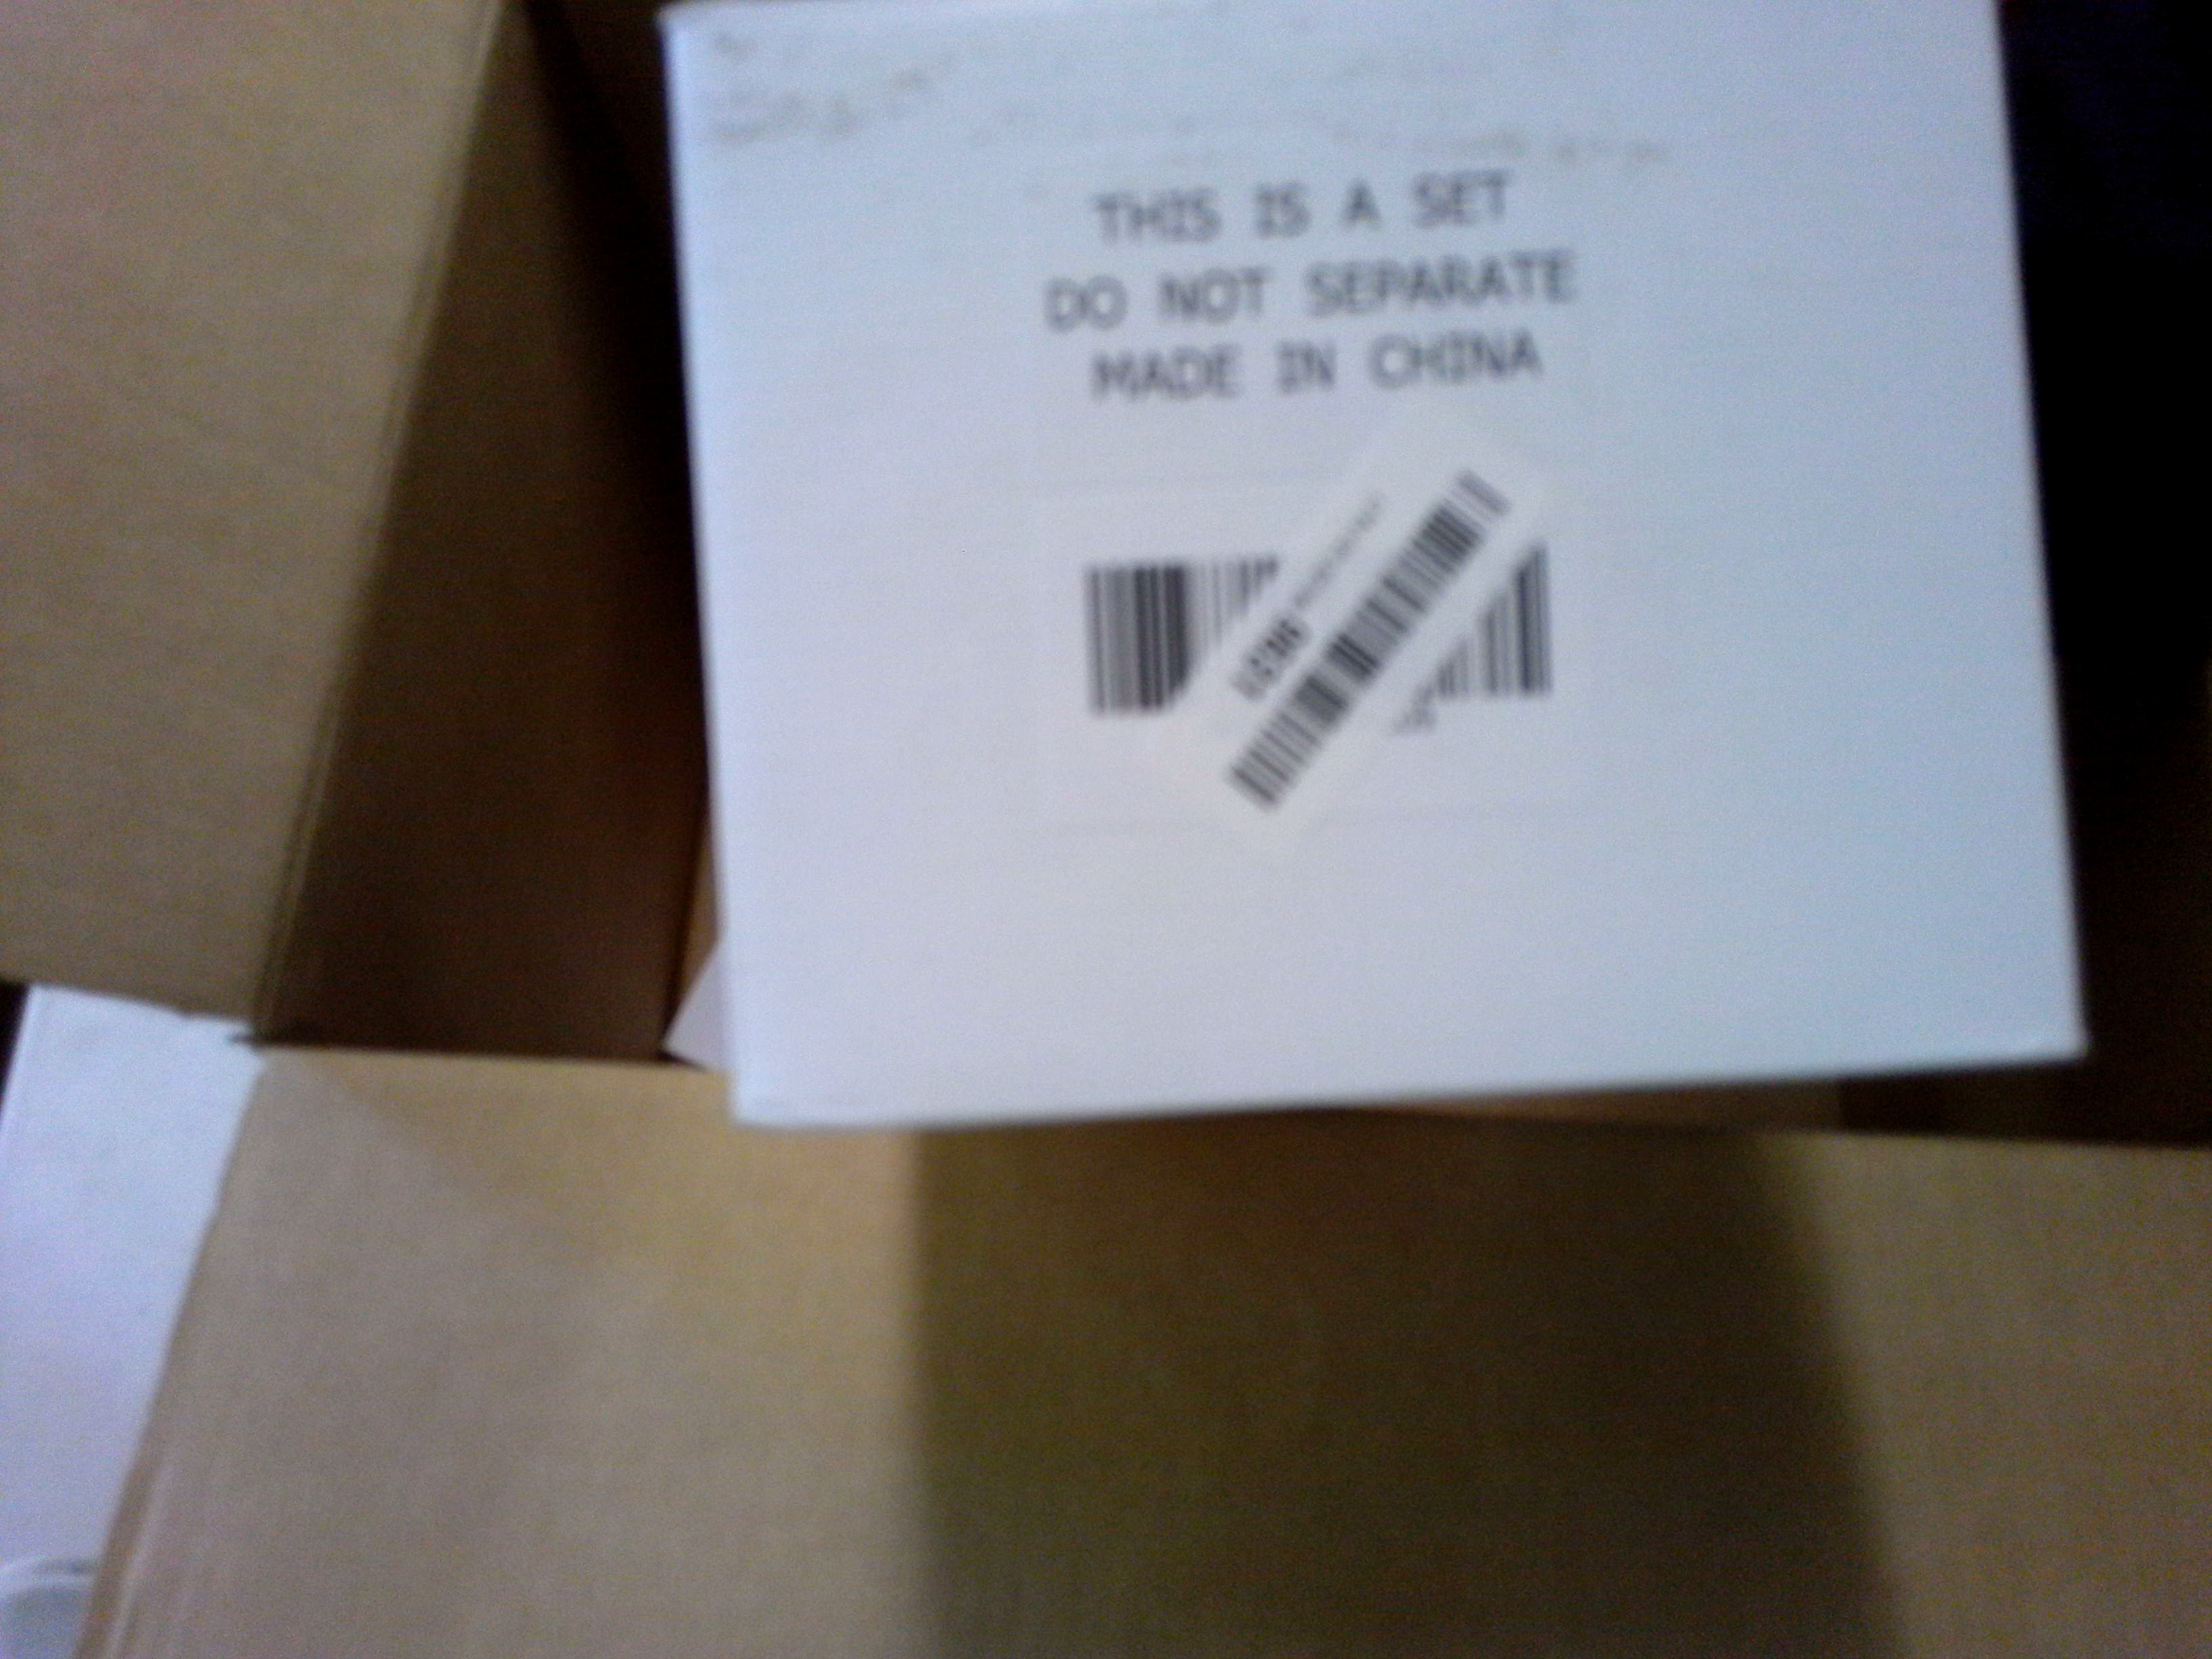 THIS IS A SET
DO NOT SEPARATE
MADE IN CHINA